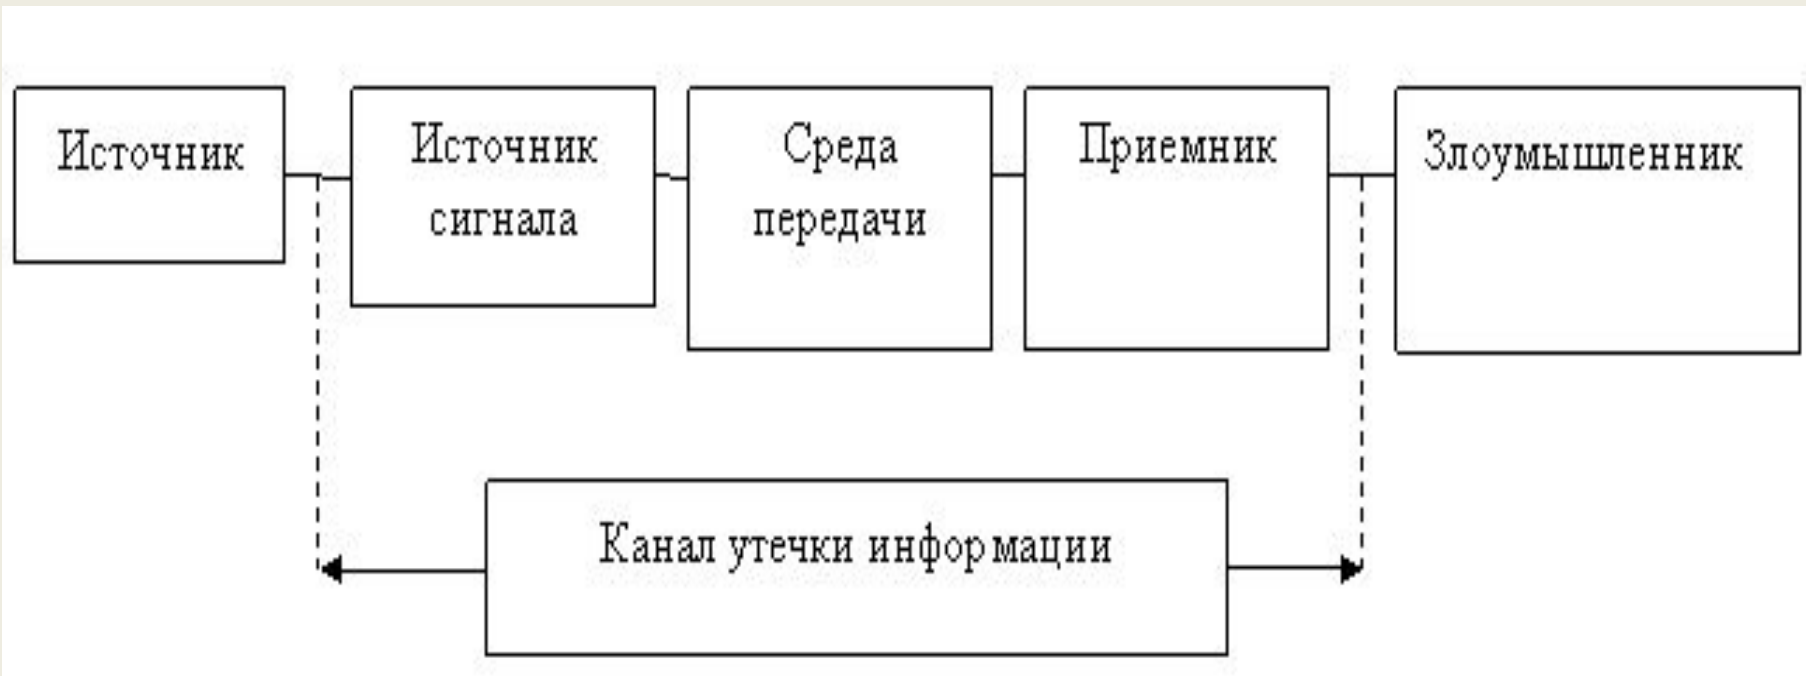 Источник
Источник
сигнала
Среда
передачи
Приемник
Злоумышленник
Канал утечки информации